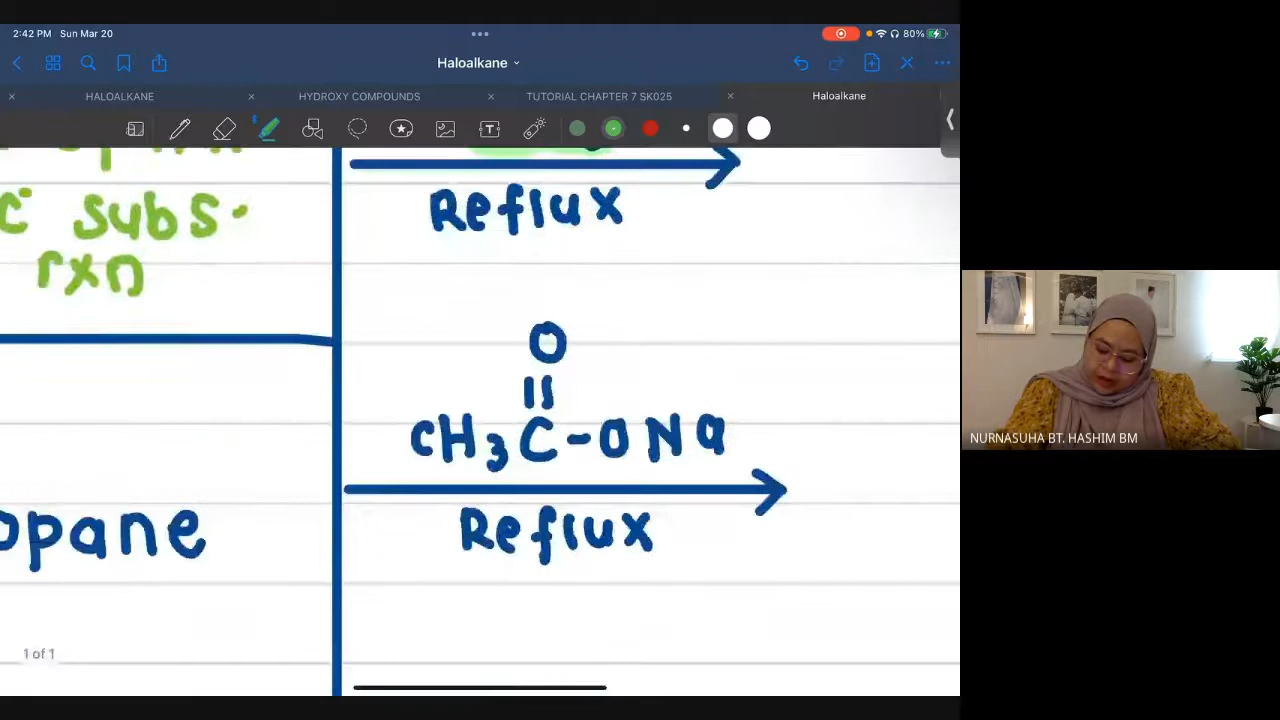 2:42 PM Sun Mar 20
80%
Haloalkane
HALOALKANE
HYDROXY COMPOUNDS
TUTORIAL CHAPTER 7 SK025
Haloalkane
Reflux
c subs.
rxn
O
CH3C-ONa
Reflux
opane
1 of 1
NURNASUHA BT. HASHIM BM